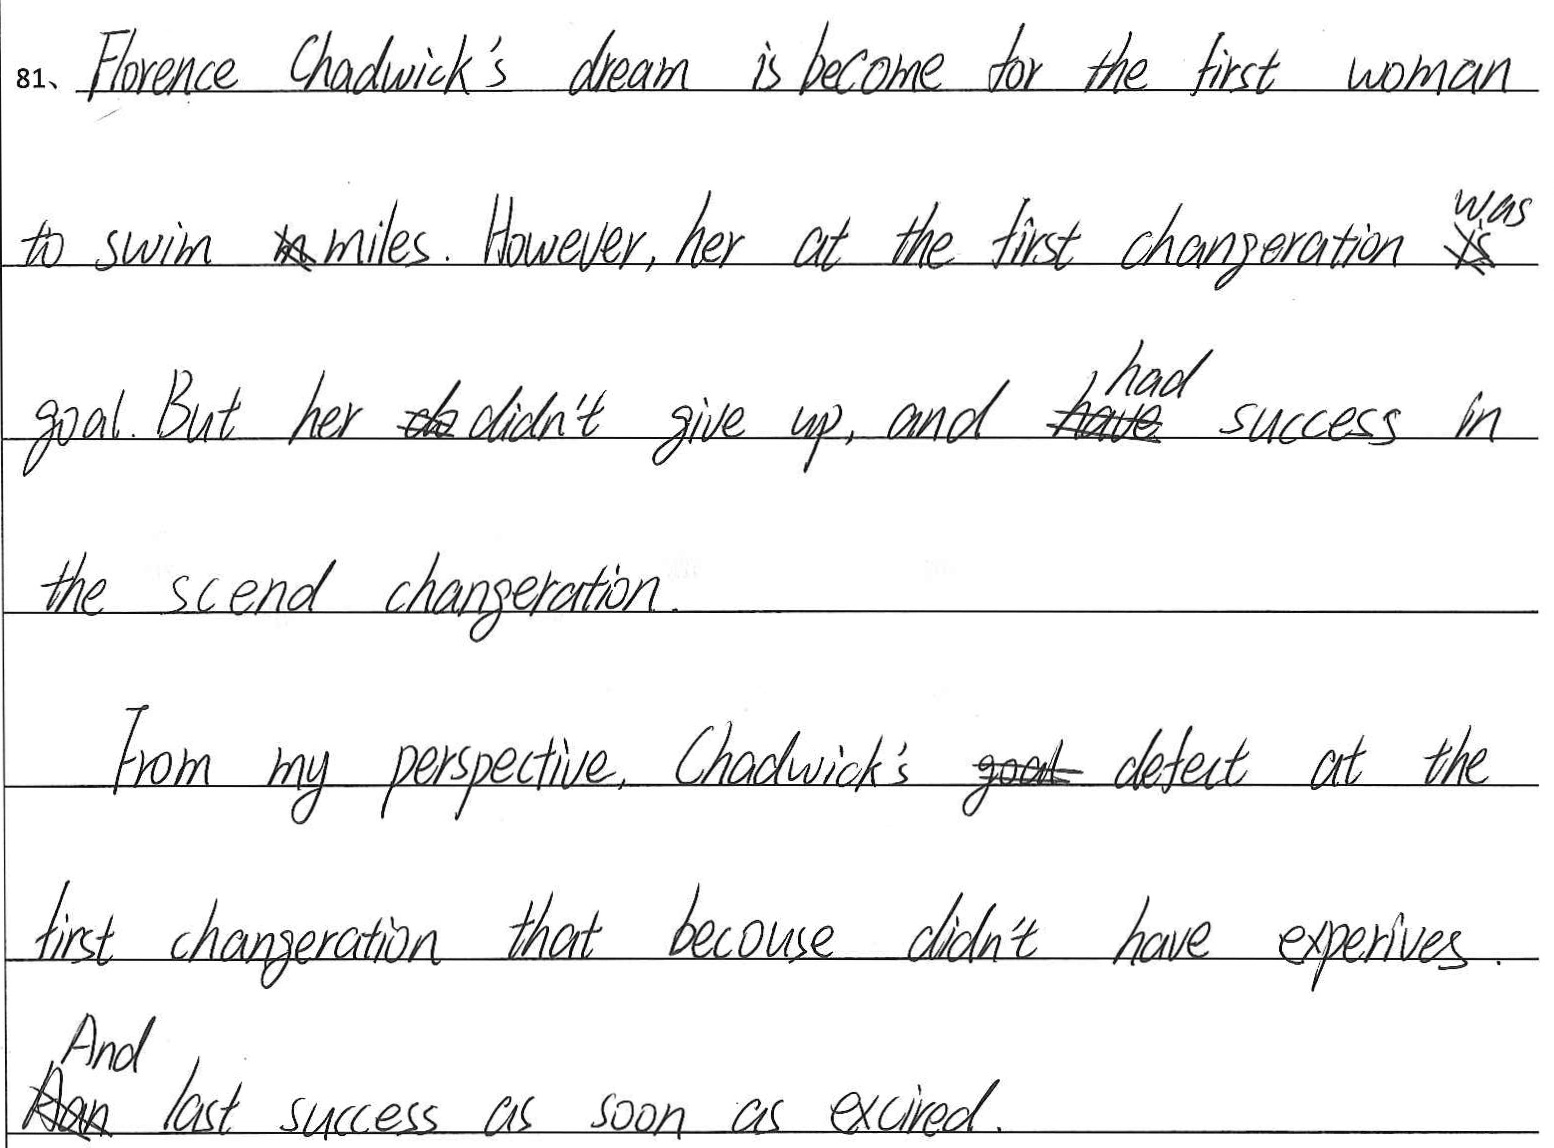 81、Florence Chadwick's dream is become for the first woman
to swim miles. However, her at the first changeration was
goal. But her didn't give up, and had success in
the scend changeration.
From my perspective, Chadwick's defect at the
first changeration that becouse didn't have experives.
And last success as soon as excired.